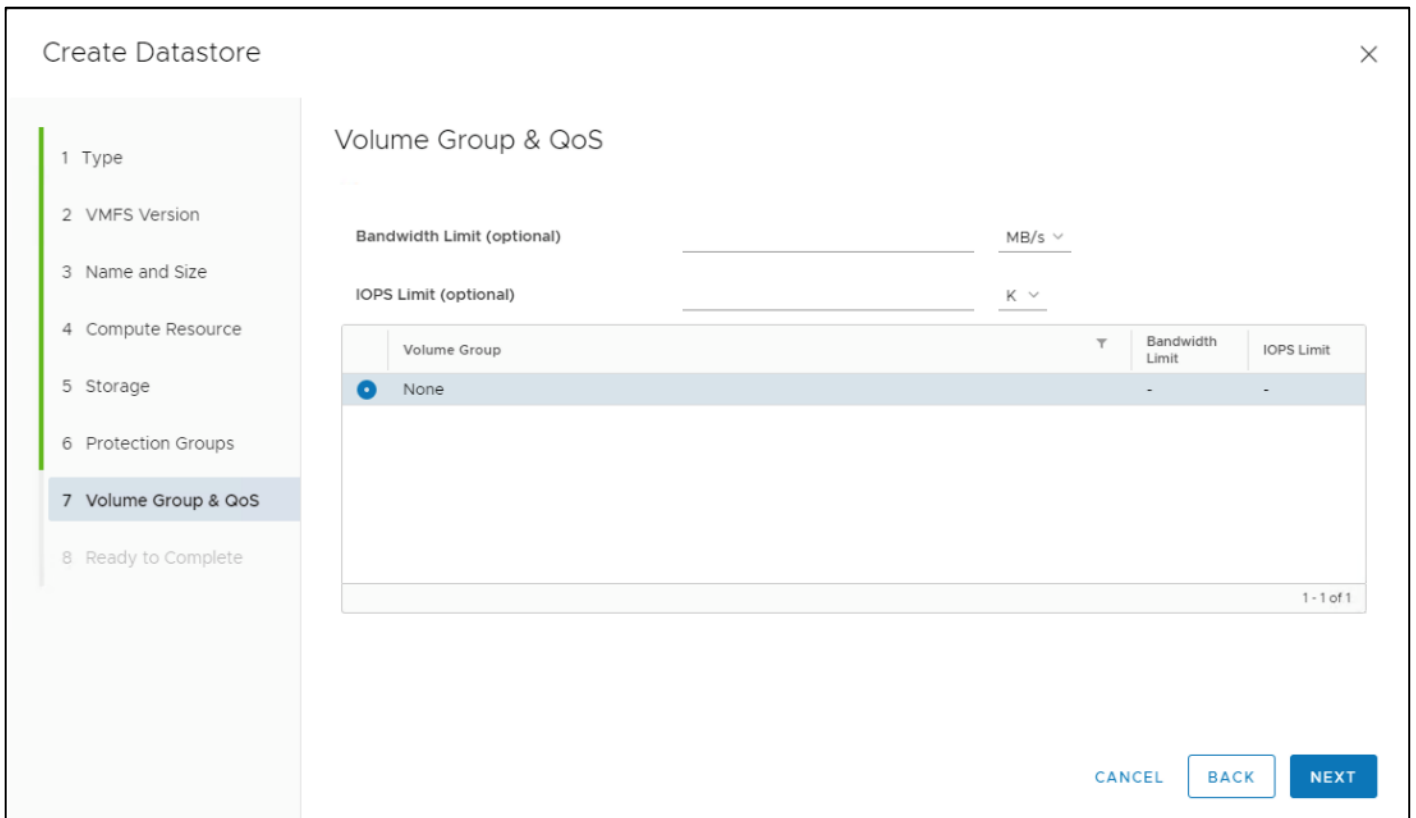 Create Datastore
1 Type
2 VMFS Version
3 Name and Size
4 Compute Resource
5 Storage
6 Protection Groups
7 Volume Group & QoS
8 Ready to Complete
Volume Group & QoS
Bandwidth Limit (optional) MB/s
IOPS Limit (optional) K
Volume Group Bandwidth Limit IOPS Limit
None - -
1 - 1 of 1
CANCEL BACK NEXT